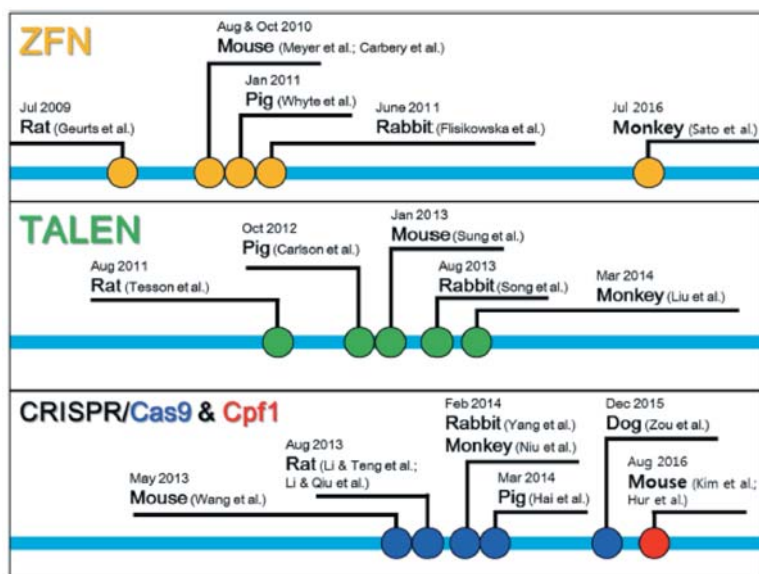 ZFN
Aug & Oct 2010
Mouse (Meyer et al.; Carbery et al.)
Jan 2011
Pig (Whyte et al.)
Jul 2009
Rat (Geurts et al.)
June 2011
Rabbit (Flisikowska et al.)
Jul 2016
Monkey (Sato et al.)
TALEN
Jan 2013
Mouse (Sung et al.)
Oct 2012
Pig (Carlson et al.)
Aug 2011
Rat (Tesson et al.)
Aug 2013
Rabbit (Song et al.)
Mar 2014
Monkey (Liu et al.)
CRISPR/Cas9 & Cpf1
Feb 2014
Rabbit (Yang et al.)
Monkey (Niu et al.)
Dec 2015
Dog (Zou et al.)
Aug 2013
Rat (Li & Teng et al.;
Li & Qiu et al.)
May 2013
Mouse (Wang et al.)
Mar 2014
Pig (Hai et al.)
Aug 2016
Mouse (Kim et al.;
Hur et al.)